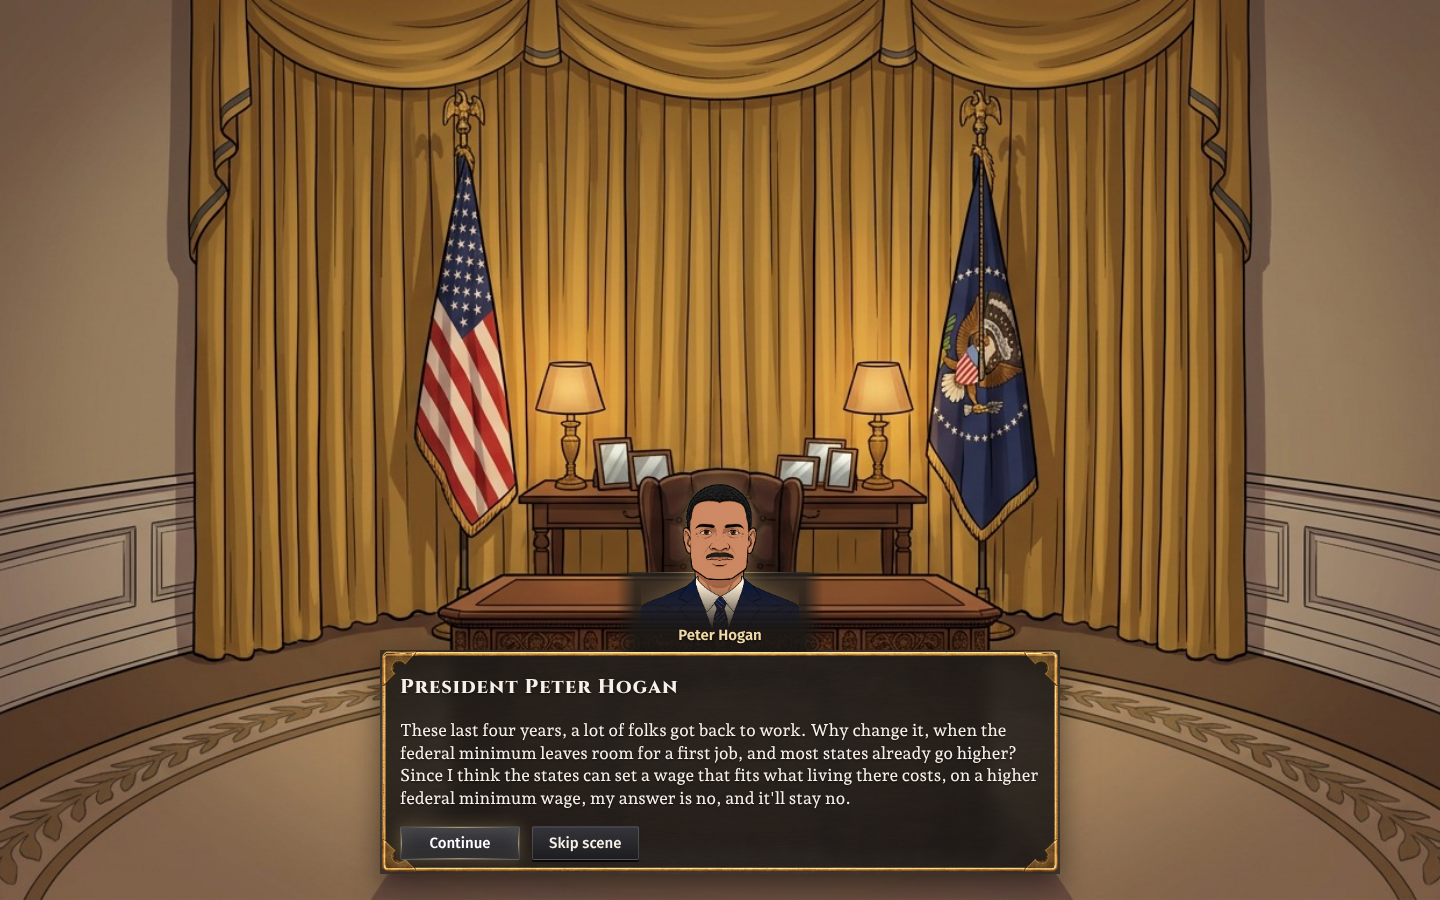 Peter Hogan
President Peter Hogan
These last four years, a lot of folks got back to work. Why change it, when the
federal minimum leaves room for a first job, and most states already go higher?
Since I think the states can set a wage that fits what living there costs, on a higher
federal minimum wage, my answer is no, and it'll stay no.
Continue
Skip scene